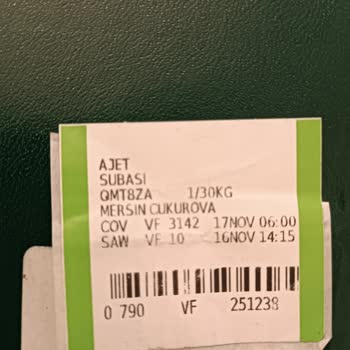 AJET
SUBASI
QMT8ZA 1/30KG
MERSIN CUKUROVA
COV VF 3142 17NOV 06:00
SAW VF 10 16NOV 14:15
0 790 VF 251238